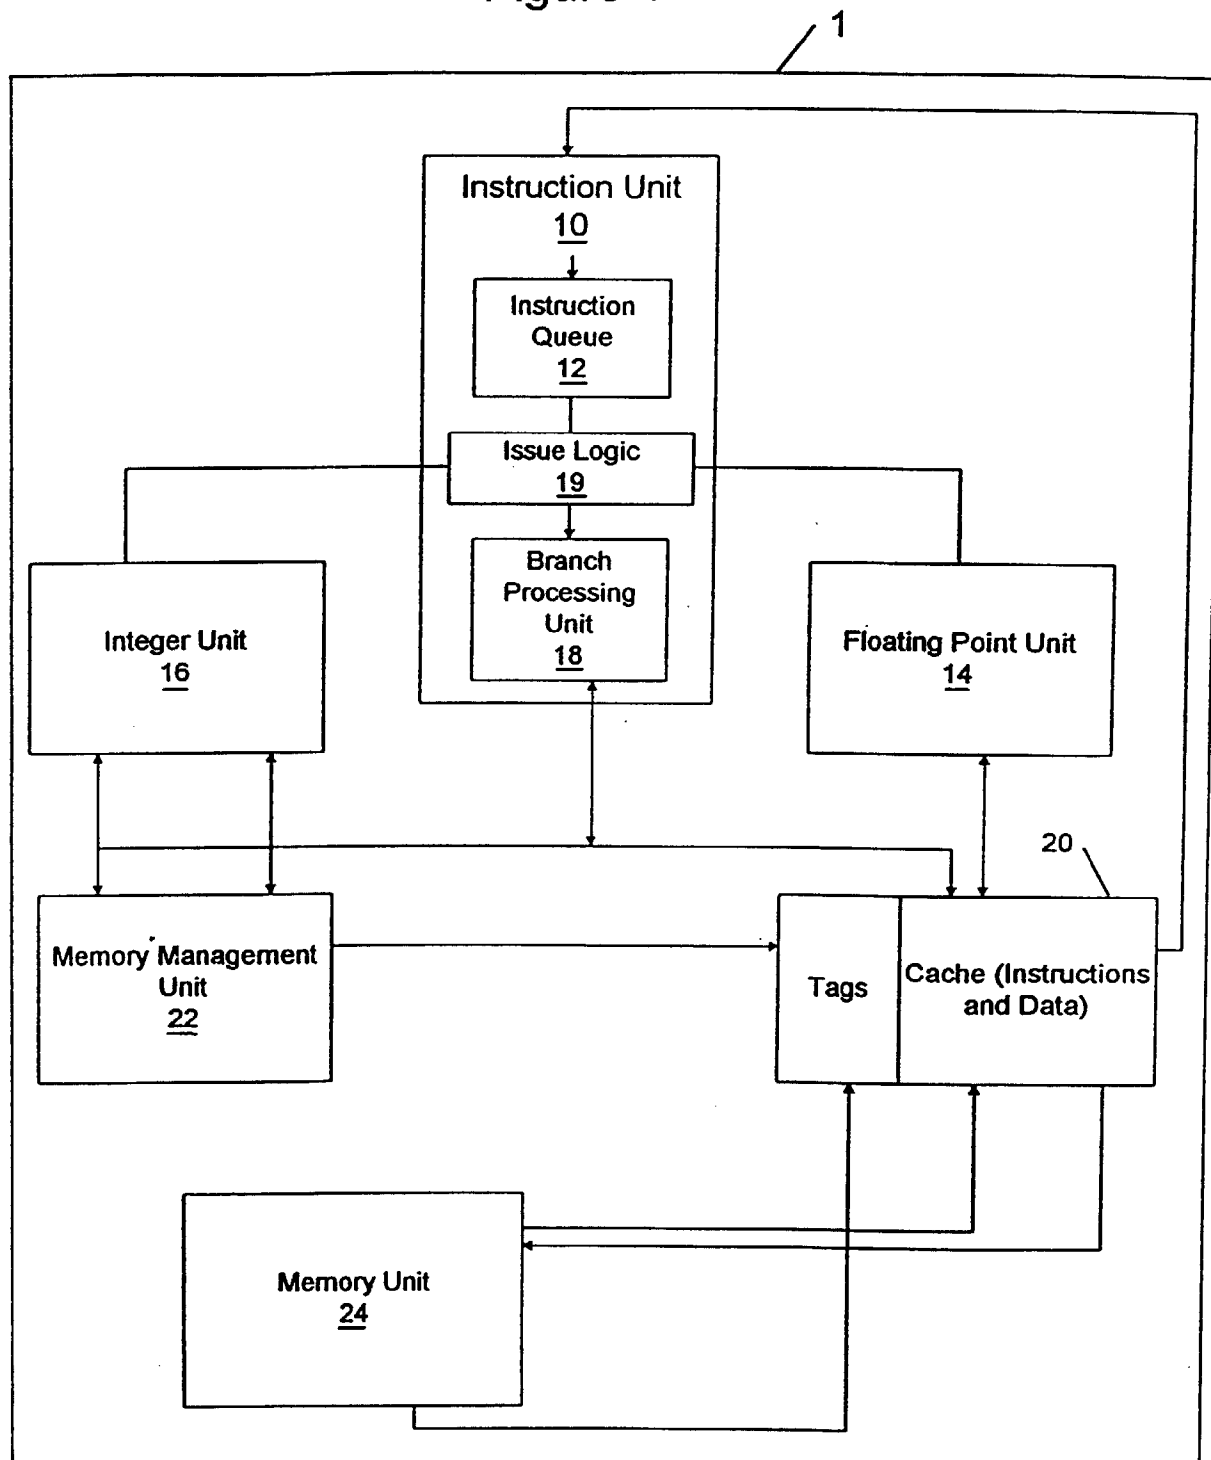 1
Instruction Unit
10
Instruction
Queue
12
Issue Logic
19
Branch
Processing
Unit
18
Integer Unit
16
Floating Point Unit
14
20
Memory Management
Unit
22
Tags
Cache (Instructions
and Data)
Memory Unit
24